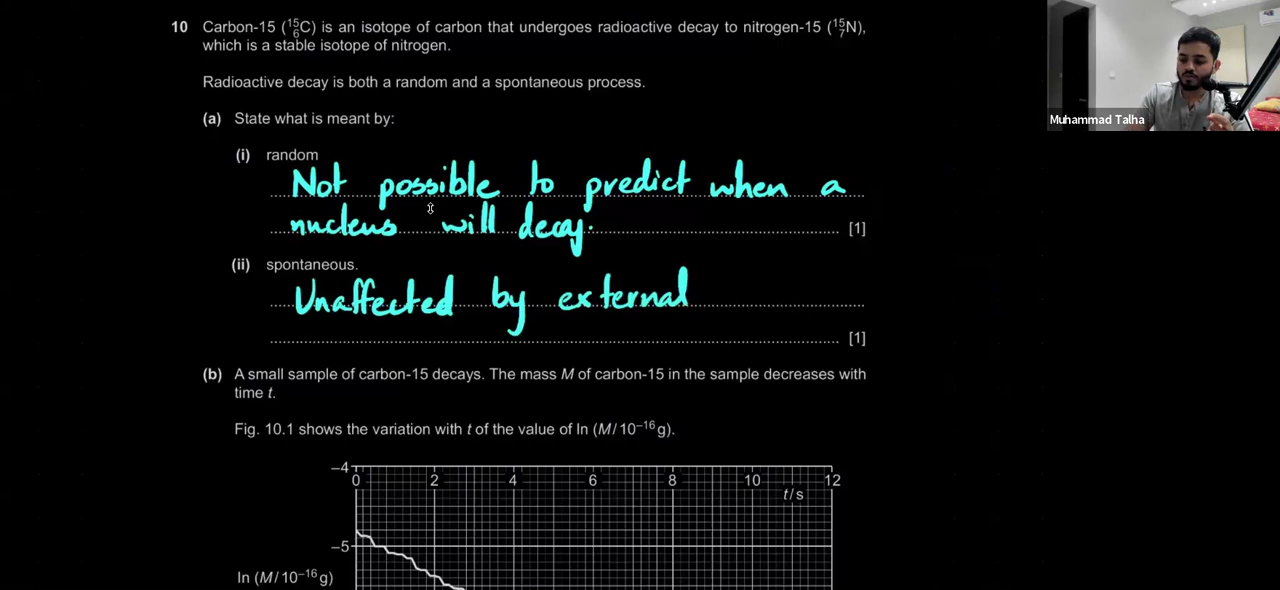 10 Carbon-15 (¹⁵₆C) is an isotope of carbon that undergoes radioactive decay to nitrogen-15 (¹⁵₇N),
which is a stable isotope of nitrogen.
Radioactive decay is both a random and a spontaneous process.
(a) State what is meant by:
(i) random
Not possible to predict when a
nucleus will decay. [1]
(ii) spontaneous.
Unaffected by external
[1]
(b) A small sample of carbon-15 decays. The mass M of carbon-15 in the sample decreases with
time t.
Fig. 10.1 shows the variation with t of the value of ln (M/10⁻¹⁶g).
–4
0 2 4 6 8 10 12
t/s
–5
ln (M/10⁻¹⁶g)
Muhammad Talha